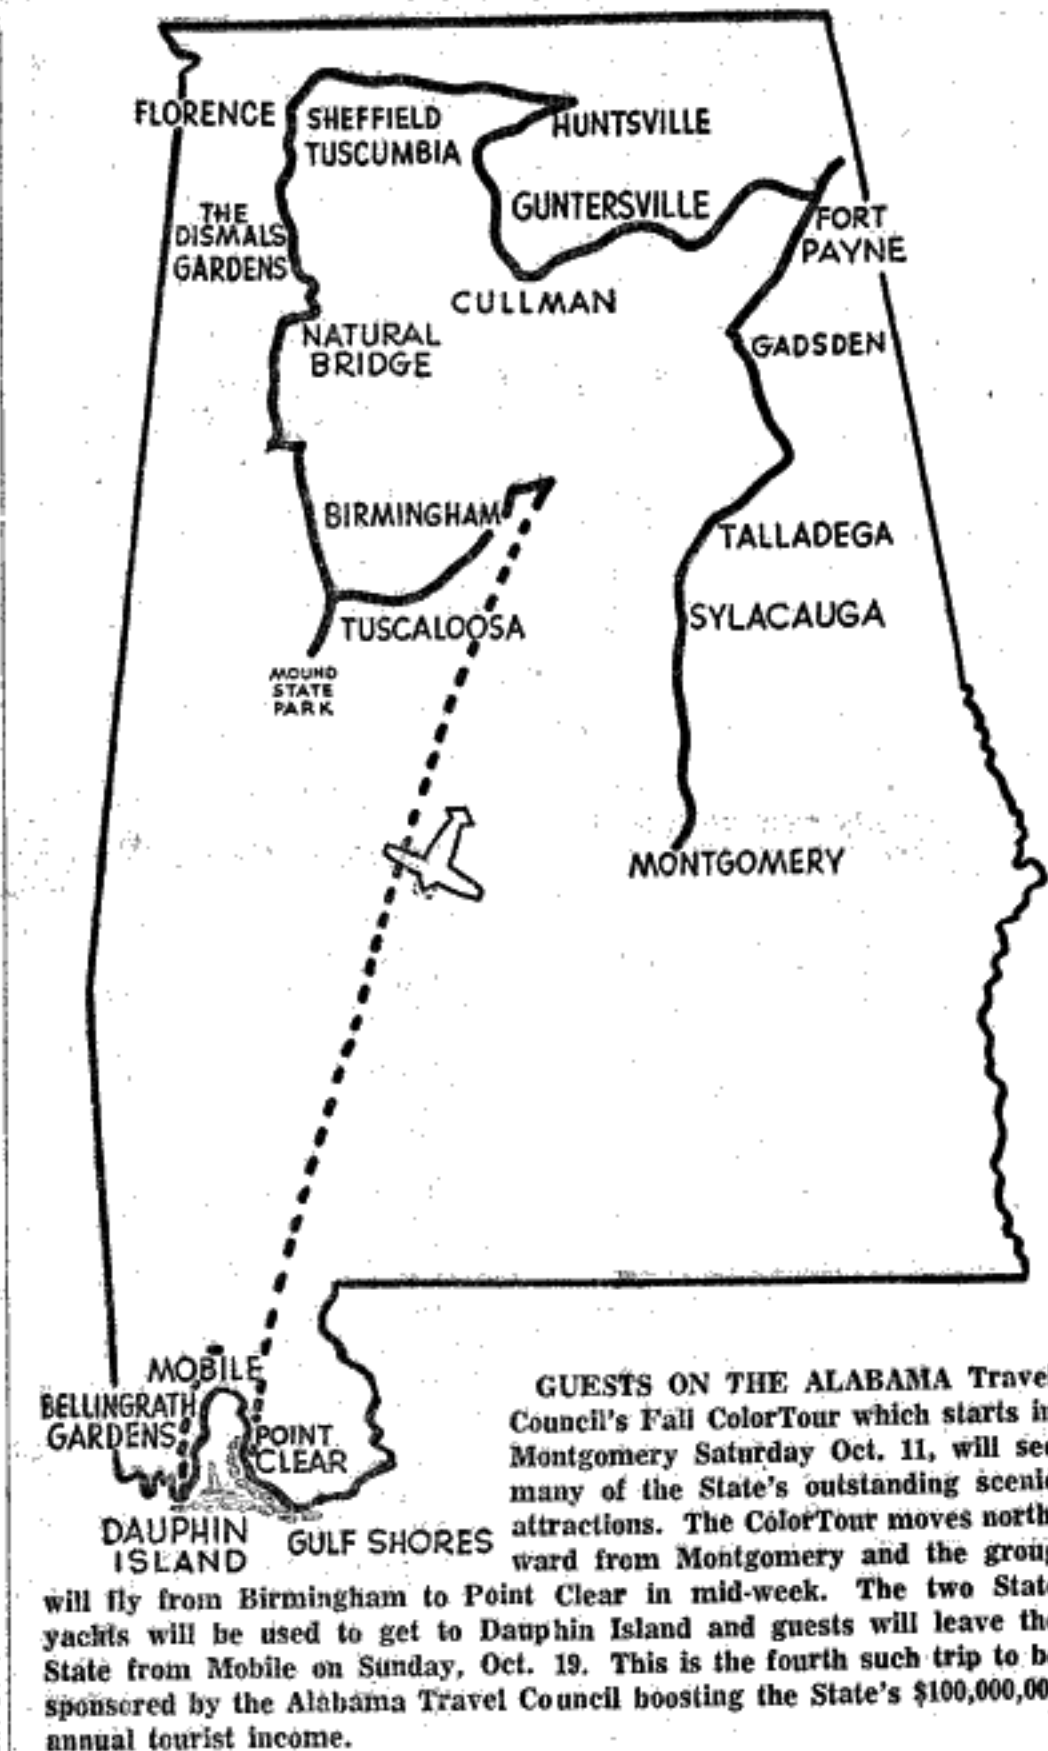 FLORENCE
SHEFFIELD
TUSCUMBIA
HUNTSVILLE
THE
DISMALS
GARDENS
GUNTERSVILLE
FORT
PAYNE
CULLMAN
NATURAL
BRIDGE
GADSDEN
BIRMINGHAM
TALLADEGA
TUSCALOOSA
SYLACAUGA
MOUND
STATE
PARK
MONTGOMERY
MOBILE
BELLINGRATH
GARDENS
POINT
CLEAR
DAUPHIN
ISLAND
GULF SHORES
GUESTS ON THE ALABAMA Travel
Council's Fall ColorTour which starts in
Montgomery Saturday Oct. 11, will see
many of the State's outstanding scenic
attractions. The ColorTour moves north-
ward from Montgomery and the group
will fly from Birmingham to Point Clear in mid-week. The two State
yachts will be used to get to Dauphin Island and guests will leave the
State from Mobile on Sunday, Oct. 19. This is the fourth such trip to be
sponsored by the Alabama Travel Council boosting the State's $100,000,00
annual tourist income.